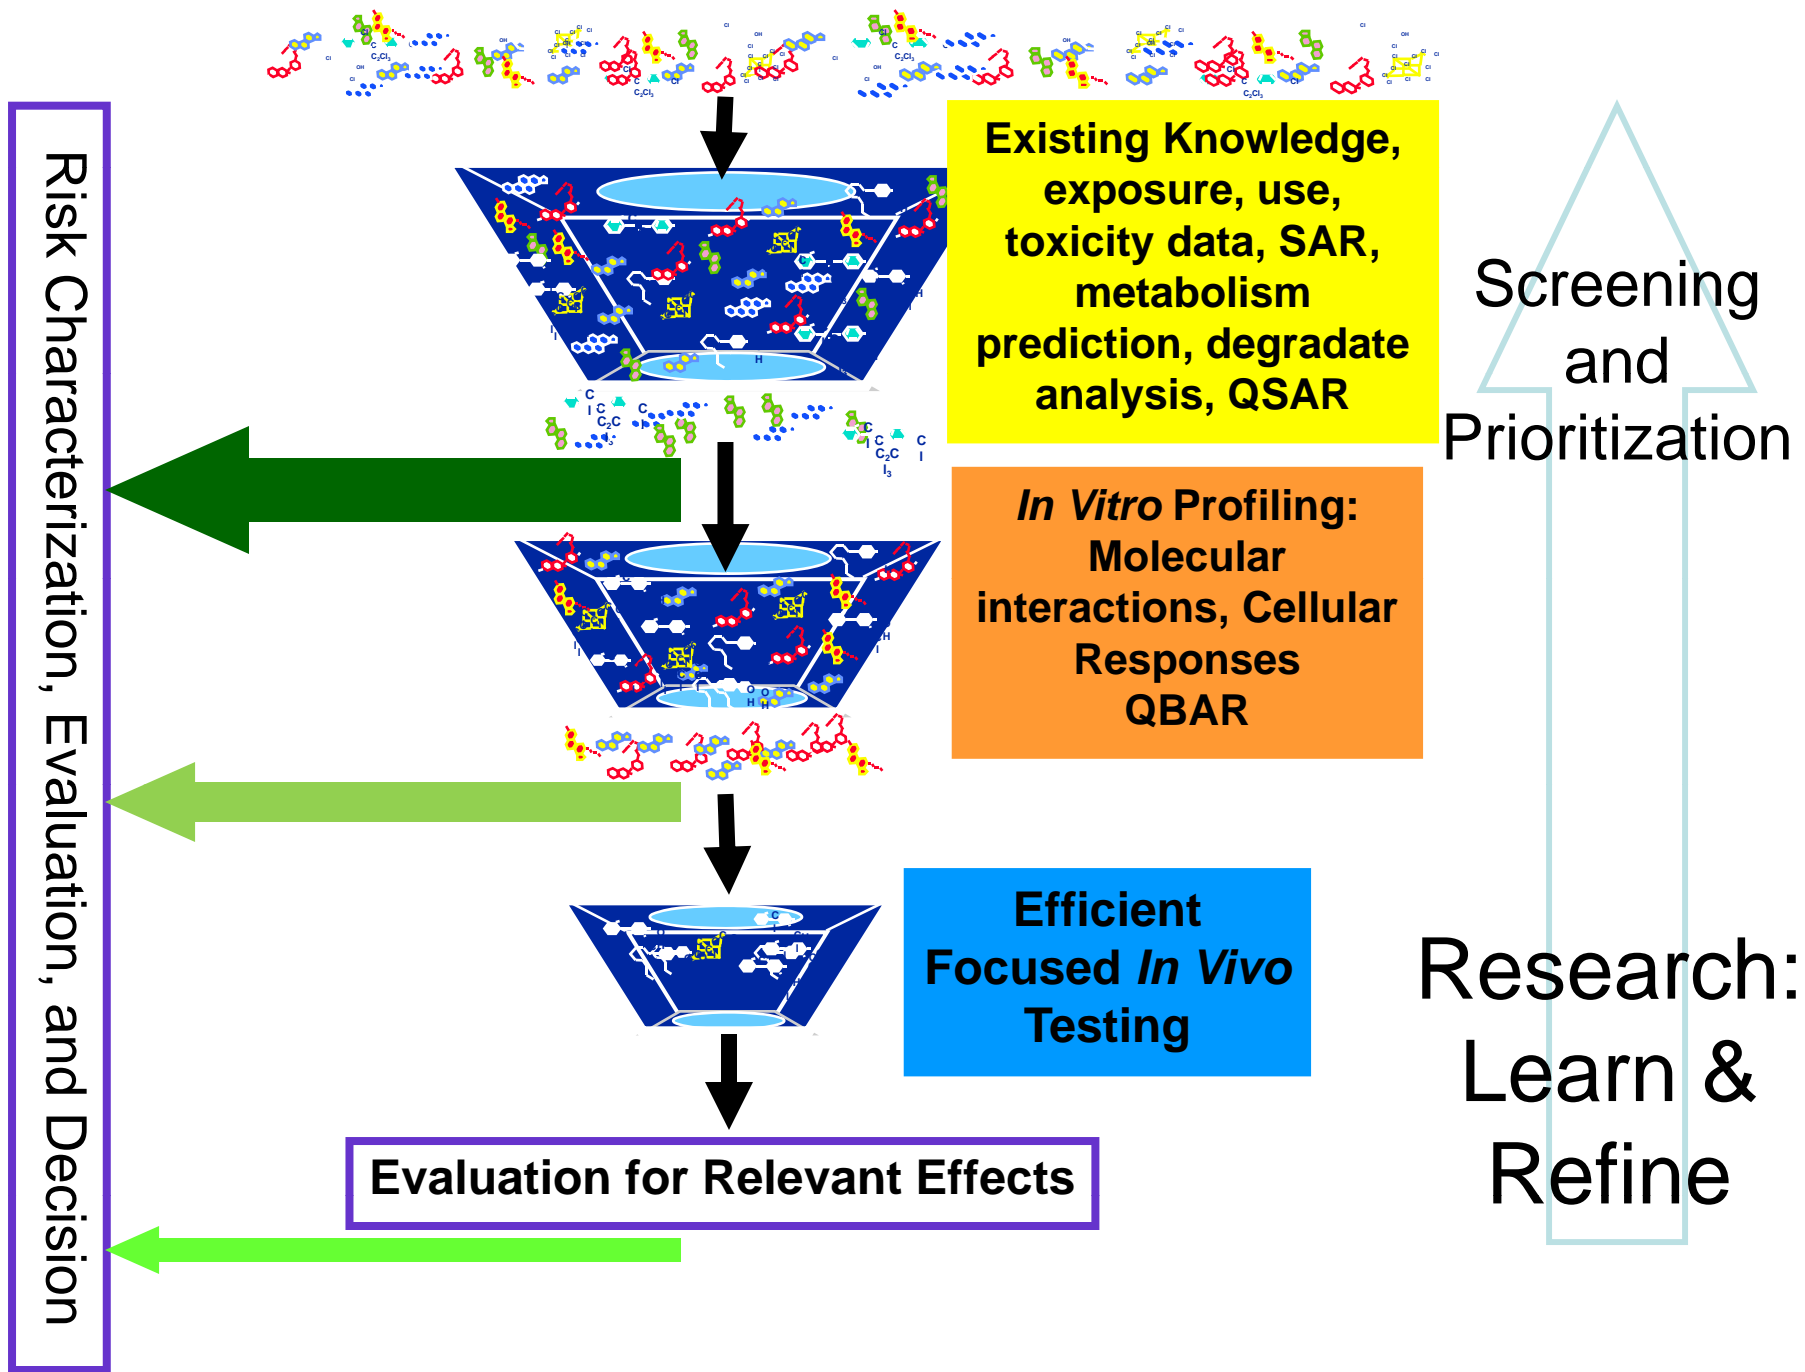 Risk Characterization, Evaluation, and Decision
Existing Knowledge,
exposure, use,
toxicity data, SAR,
metabolism
prediction, degradate
analysis, QSAR
Screening
and
Prioritization
In Vitro Profiling:
Molecular
interactions, Cellular
Responses
QBAR
Efficient
Focused In Vivo
Testing
Research:
Learn &
Refine
Evaluation for Relevant Effects